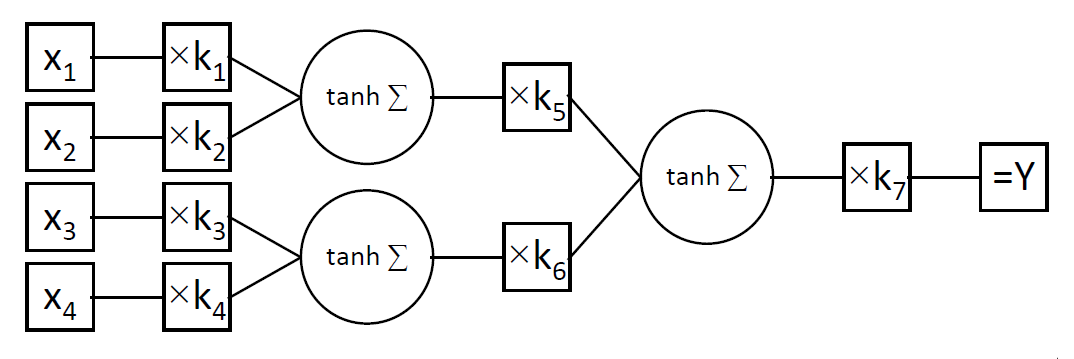 x₁ ×k₁
tanh ∑ ×k₅
x₂ ×k₂
tanh ∑ ×k₇ =Y
x₃ ×k₃
tanh ∑ ×k₆
x₄ ×k₄